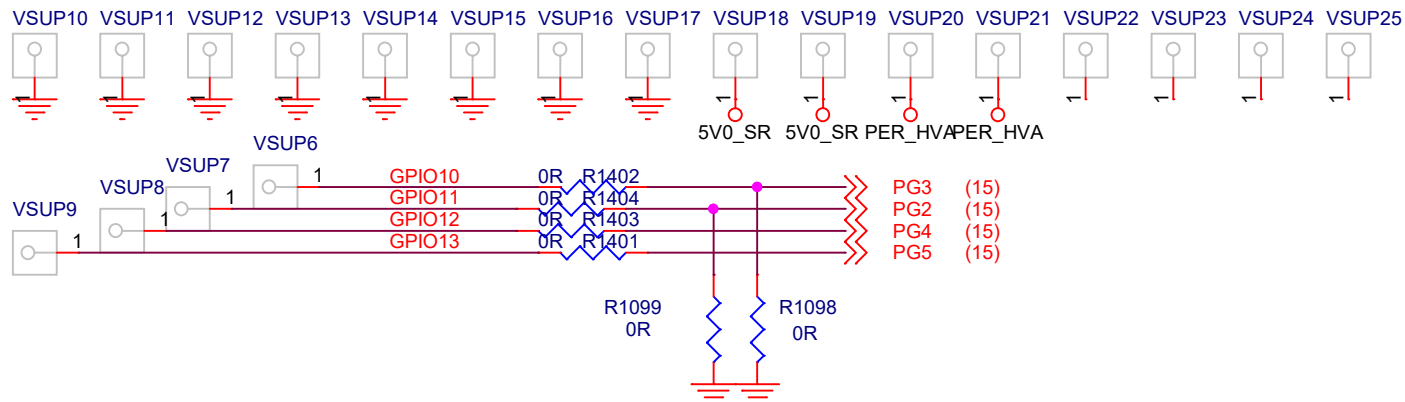 VSUP10 VSUP11 VSUP12 VSUP13 VSUP14 VSUP15 VSUP16 VSUP17 VSUP18 VSUP19 VSUP20 VSUP21 VSUP22 VSUP23 VSUP24 VSUP25
1 1 1 1 1 1 1 1 1 1 1 1 1 1 1 1
5V0_SR 5V0_SR PER_HVA PER_HVA
VSUP6
VSUP7
1 GPIO10 0R R1402 PG3 (15)
VSUP8
1 GPIO11 0R R1404 PG2 (15)
VSUP9
1 GPIO12 0R R1403 PG4 (15)
1 GPIO13 0R R1401 PG5 (15)
R1099 R1098
0R 0R